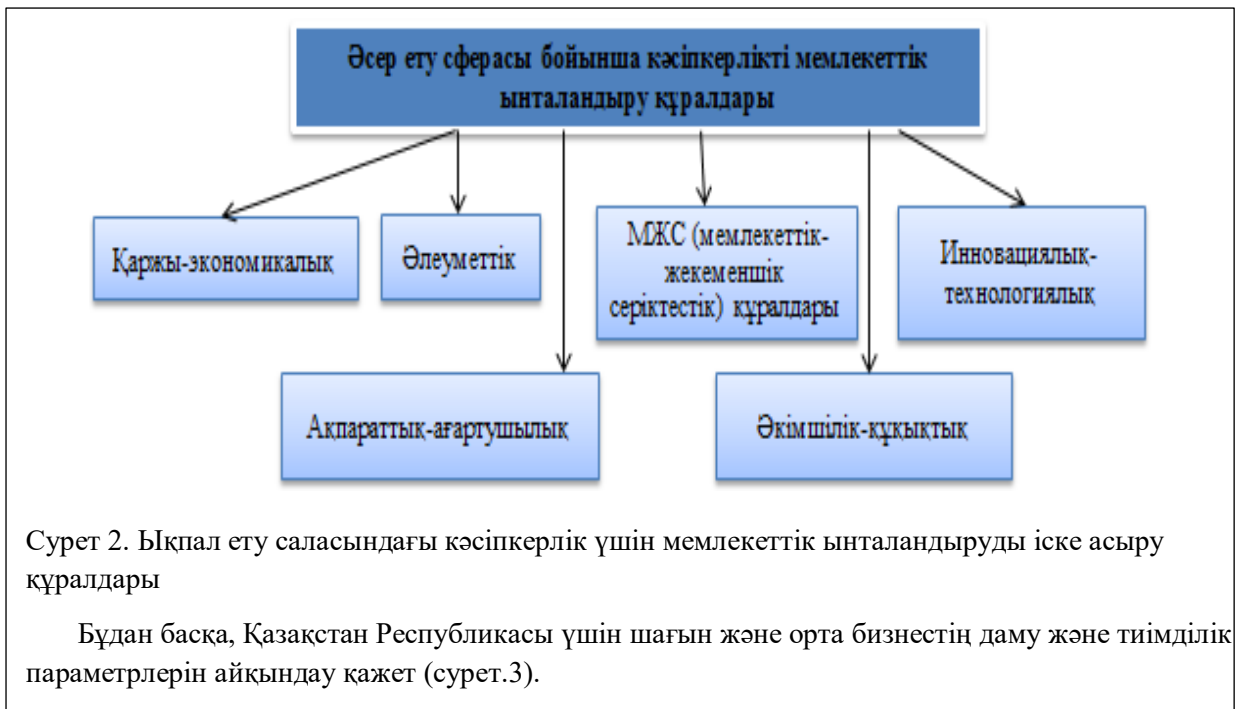 Әсер ету сферасы бойынша кәсіпкерлікті мемлекеттік
ынталандыру құралдары
Қаржы-экономикалық
Әлеуметтік
МЖС (мемлекеттік-
жекеменшік
серіктестік) құралдары
Инновациялық-
технологиялық
Ақпараттық-ағартушылық
Әкімшілік-құқықтық
Сурет 2. Ықпал ету саласындағы кәсіпкерлік үшін мемлекеттік ынталандыруды іске асыру
құралдары
Бұдан басқа, Қазақстан Республикасы үшін шағын және орта бизнестің даму және тиімділік
параметрлерін айқындау қажет (сурет.3).